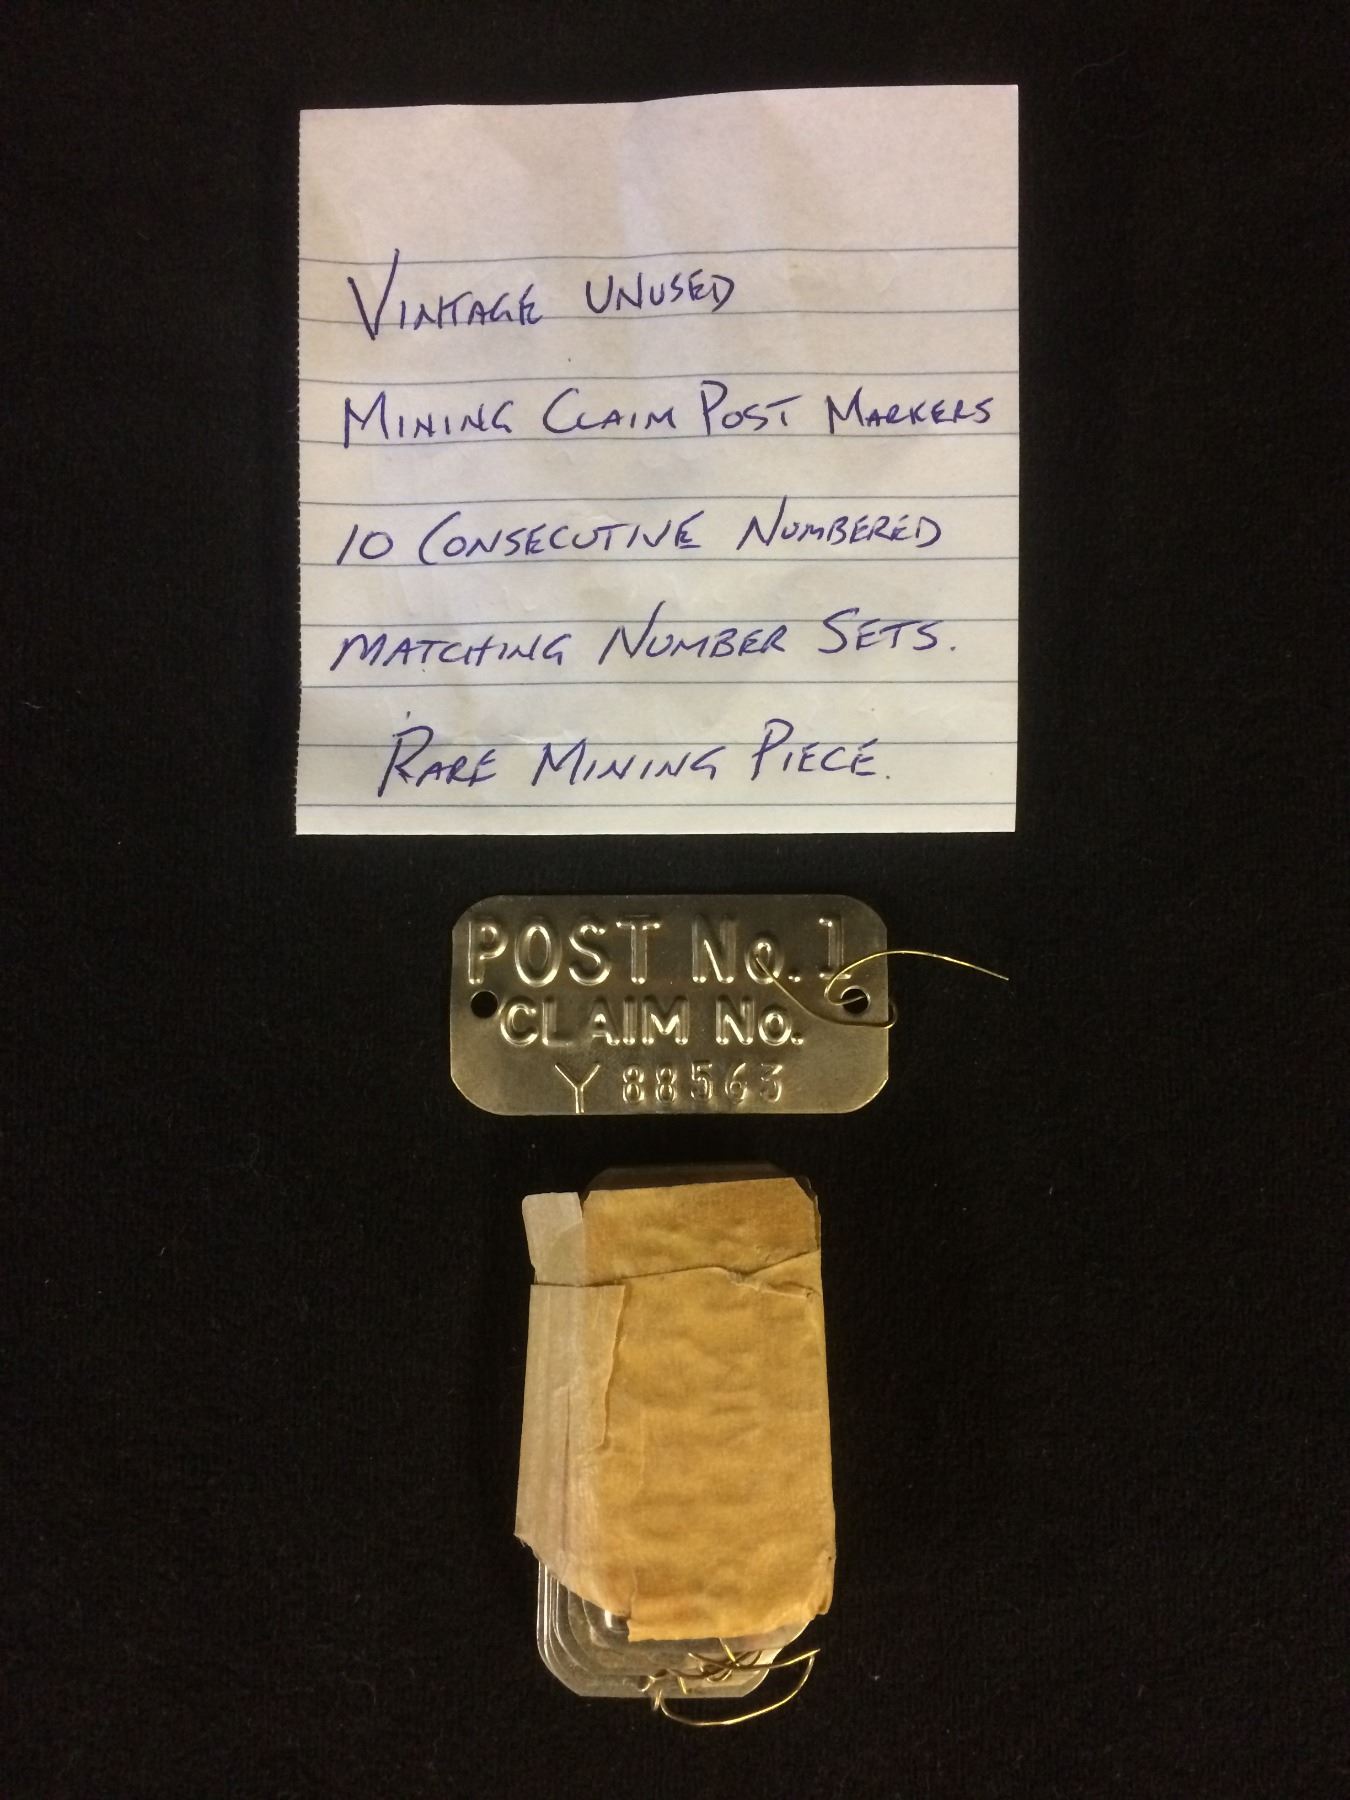 VINTAGE UNUSED
MINING CLAIM POST MARKERS
10 CONSECUTIVE NUMBERED
MATCHING NUMBER SETS.
RARE MINING PIECE.
POST No. 1
CLAIM No.
Y 88563